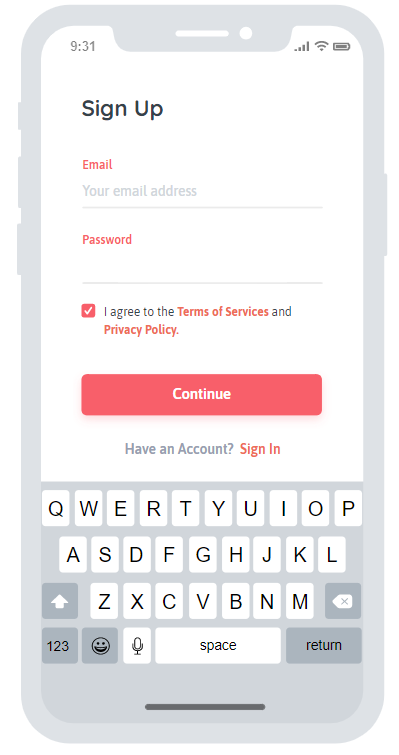 9:31
Sign Up
Email
Your email address
Password
I agree to the Terms of Services and
Privacy Policy.
Continue
Have an Account? Sign In
Q W E R T Y U I O P
A S D F G H J K L
Z X C V B N M
123 space return